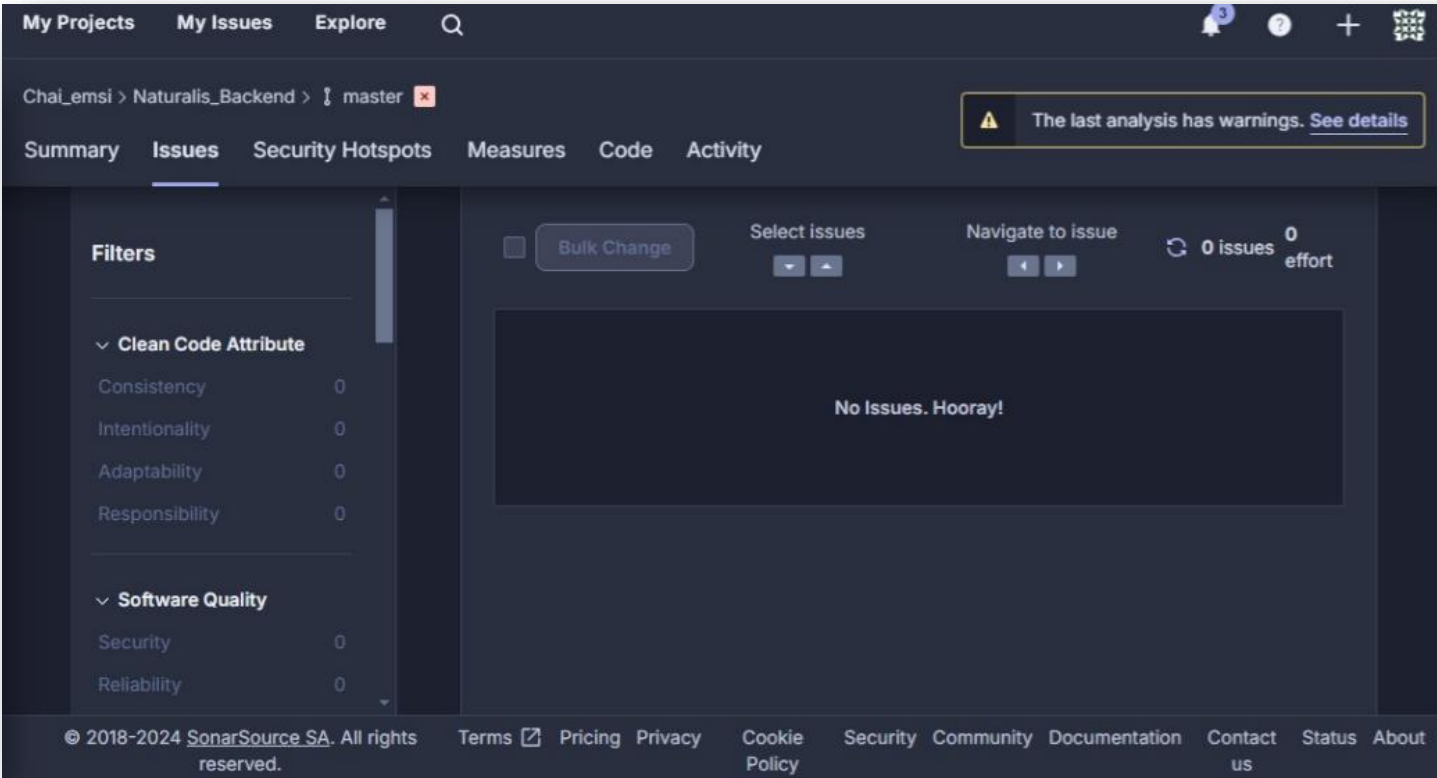 My Projects My Issues Explore
3
?
Chai_emsi > Naturalis_Backend > master
The last analysis has warnings. See details
Summary Issues Security Hotspots Measures Code Activity
Filters
Clean Code Attribute
Consistency 0
Intentionality 0
Adaptability 0
Responsibility 0
Software Quality
Security 0
Reliability 0
Bulk Change
Select issues
Navigate to issue
0 issues
0
effort
No Issues. Hooray!
© 2018-2024 SonarSource SA. All rights
reserved.
Terms Pricing Privacy Cookie
Policy
Security Community Documentation Contact
us
Status About